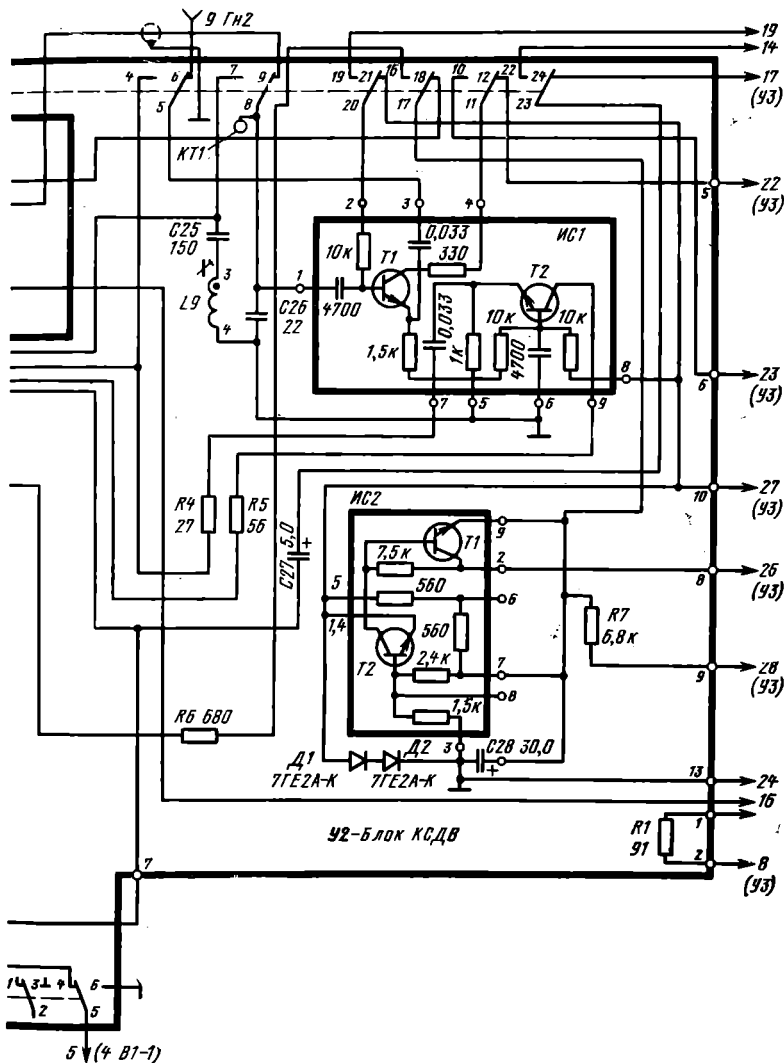 9 Гн2
19
14
4 6 7 9 19 21 16 18 10 12 22 24 17
5 8 20 17 11 23 (У3)
КТ1
5 22
(У3)
2 3 4
ИС1
С25
150
0,033
10к Т1 330 Т2
3
1
L9
С26
22
4700
4
0,033
10к 10к
1,5к 1к 4700
8
6 23
(У3)
7 5 6 9
R4
27
R5
56
С27 5,0 +
ИС2
10 27
(У3)
9
Т1
7,5к 2
8 26
(У3)
5 560
6
1,4 560
R7
6,8к
Т2 2,4к 7
9 28
(У3)
8
1,5к
R6 680
3 С28 30,0
Д1 Д2
7ГЕ2А-К 7ГЕ2А-К +
13 24
16
У2-Блок КСДВ
R1
91
1
2 8
(У3)
7
1 3 4 6
2 5
5 (4 В1-1)